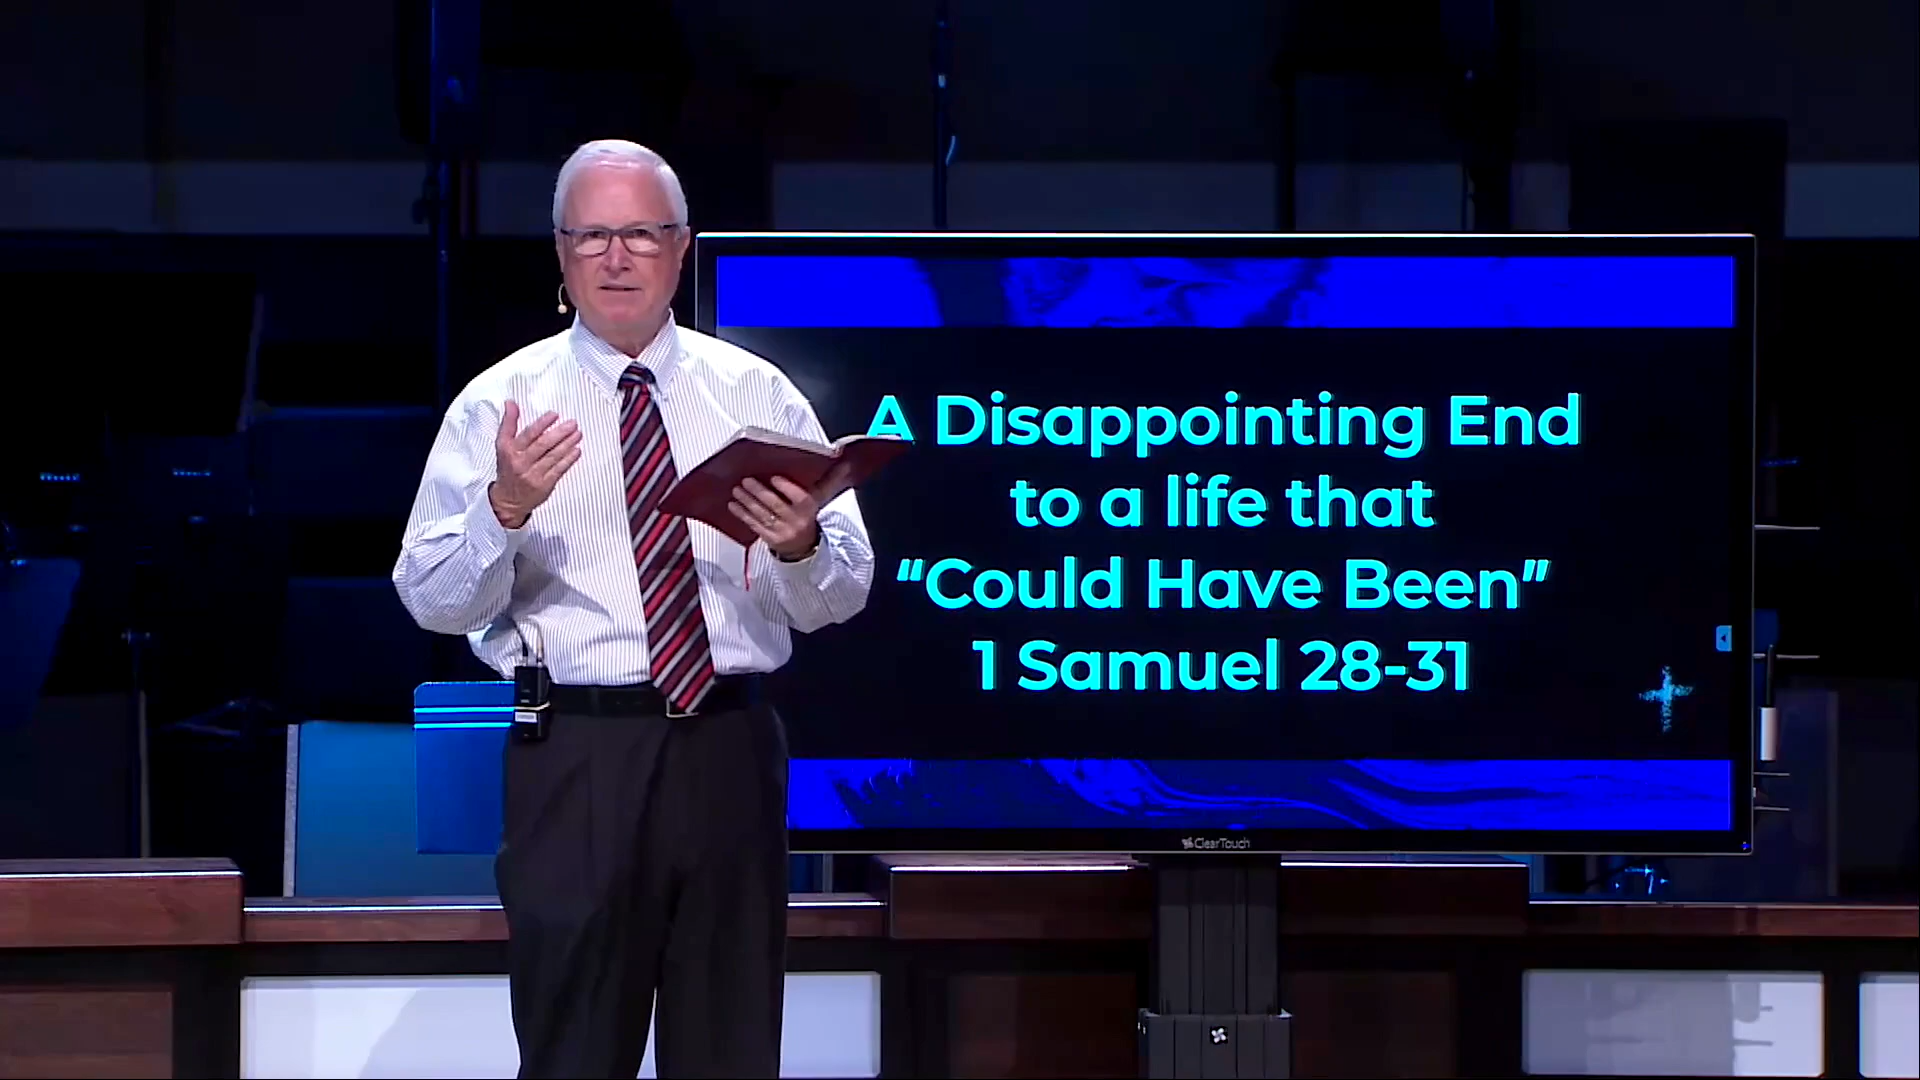 A Disappointing End
to a life that
“Could Have Been”
1 Samuel 28-31
ClearTouch